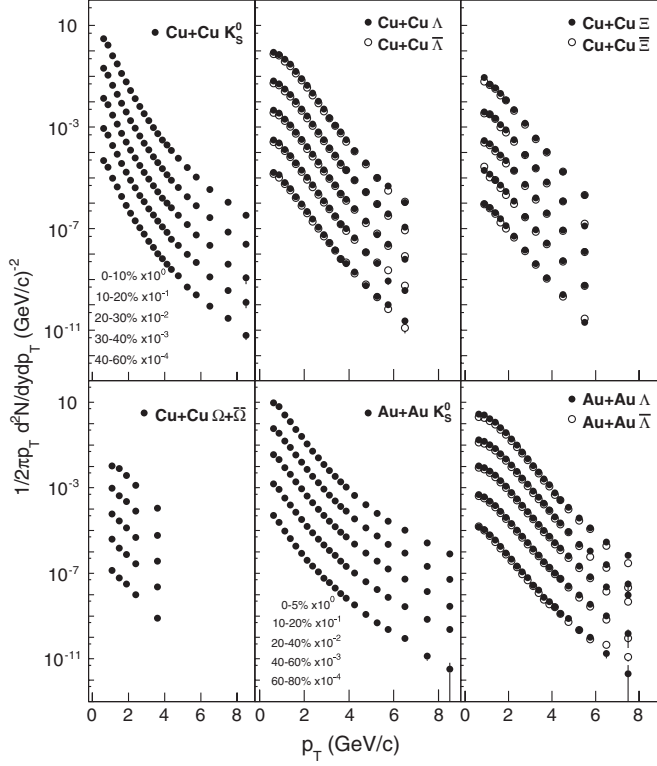 Cu+Cu K⁰_S
Cu+Cu Λ
Cu+Cu Λ̅
Cu+Cu Ξ
Cu+Cu Ξ̅
10
10⁻³
10⁻⁷
10⁻¹¹
0-10% x10⁰
10-20% x10⁻¹
20-30% x10⁻²
30-40% x10⁻³
40-60% x10⁻⁴
1/2πp_T d²N/dydp_T (GeV/c)⁻²
Cu+Cu Ω+Ω̅
Au+Au K⁰_S
Au+Au Λ
Au+Au Λ̅
10
10⁻³
10⁻⁷
10⁻¹¹
0-5% x10⁰
10-20% x10⁻¹
20-40% x10⁻²
40-60% x10⁻³
60-80% x10⁻⁴
0 2 4 6 8 0 2 4 6 8 0 2 4 6 8
p_T (GeV/c)